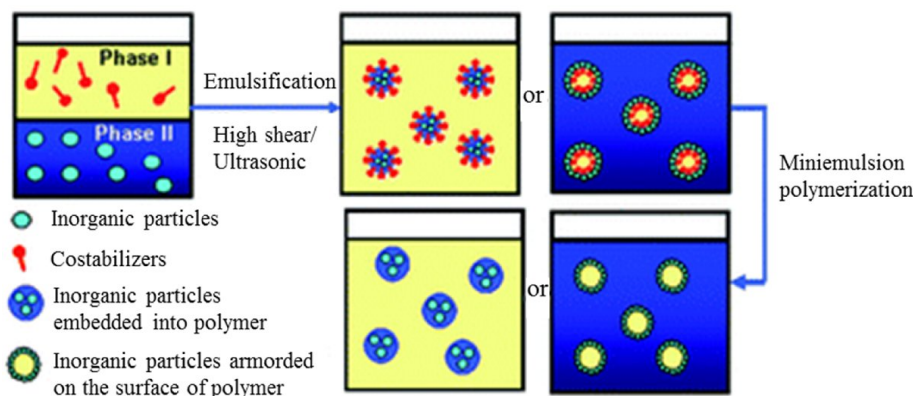 Phase I
Phase II
Emulsification
High shear/
Ultrasonic
or
Miniemulsion
polymerization
or
Inorganic particles
Costabilizers
Inorganic particles
embedded into polymer
Inorganic particles armorded
on the surface of polymer